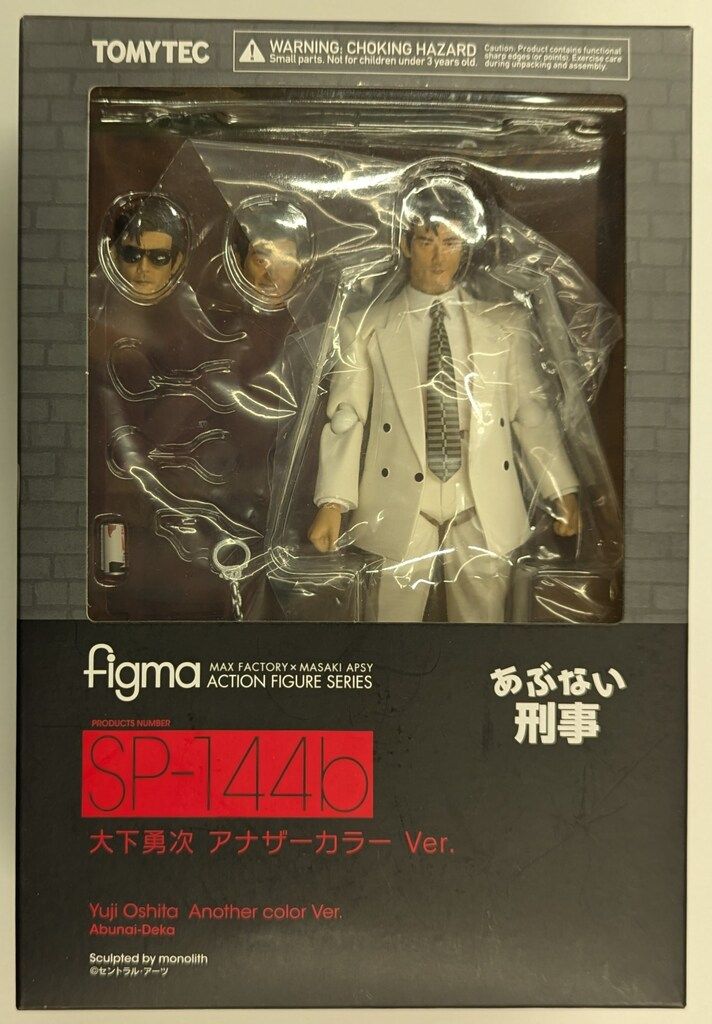 TOMYTEC
WARNING: CHOKING HAZARD
Small parts. Not for children under 3 years old.
Caution: Product contains functional
sharp edges (or points). Exercise care
during unpacking and assembly.
figma
MAX FACTORY × MASAKI APSY
ACTION FIGURE SERIES
あぶない
刑事
PRODUCTS NUMBER
SP-144b
大下勇次 アナザーカラー Ver.
Yuji Oshita Another color Ver.
Abunai-Deka
Sculpted by monolith
©セントラル・アーツ